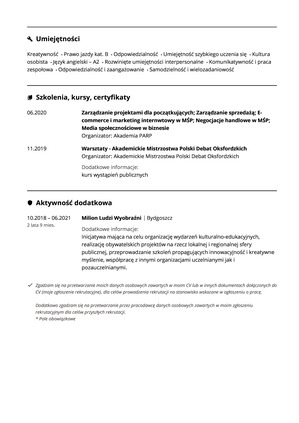 Umiejętności
Kreatywność • Prawo jazdy kat. B • Odpowiedzialność • Umiejętność szybkiego uczenia się • Kultura
osobista • Język angielski – A2 • Rozwinięte umiejętności interpersonalne • Komunikatywność i praca
zespołowa • Odpowiedzialność i zaangażowanie • Samodzielność i wielozadaniowość
Szkolenia, kursy, certyfikaty
06.2020
Zarządzanie projektami dla początkujących; Zarządzanie sprzedażą; E-
commerce i marketing internwtowy w MŚP; Negocjacje handlowe w MŚP;
Media społecznościowe w biznesie
Organizator: Akademia PARP
11.2019
Warsztaty - Akademickie Mistrzostwa Polski Debat Oksfordzkich
Organizator: Akademickie Mistrzostwa Polski Debat Oksfordzkich
Dodatkowe informacje:
kurs wystąpień publicznych
Aktywność dodatkowa
10.2018 – 06.2021
2 lata 9 mies.
Milion Ludzi Wyobraźni | Bydgoszcz
Dodatkowe informacje:
Inicjatywa mająca na celu organizację wydarzeń kulturalno-edukacyjnych,
realizację obywatelskich projektów na rzecz lokalnej i regionalnej sfery
publicznej, przeprowadzanie szkoleń propagujących innowacyjność i kreatywne
myślenie, współpracę z innymi organizacjami uczelnianymi jak i
pozauczelnianymi.
Zgadzam się na przetwarzanie moich danych osobowych zawartych w moim CV lub w innych dokumentach dołączonych do
CV (moje zgłoszenie rekrutacyjne), dla celów prowadzenia rekrutacji na stanowisko wskazane w ogłoszeniu o pracę.
Dodatkowo zgadzam się na przetwarzanie przez pracodawcę danych osobowych zawartych w moim zgłoszeniu
rekrutacyjnym dla celów przyszłych rekrutacji.
* Pole obowiązkowe